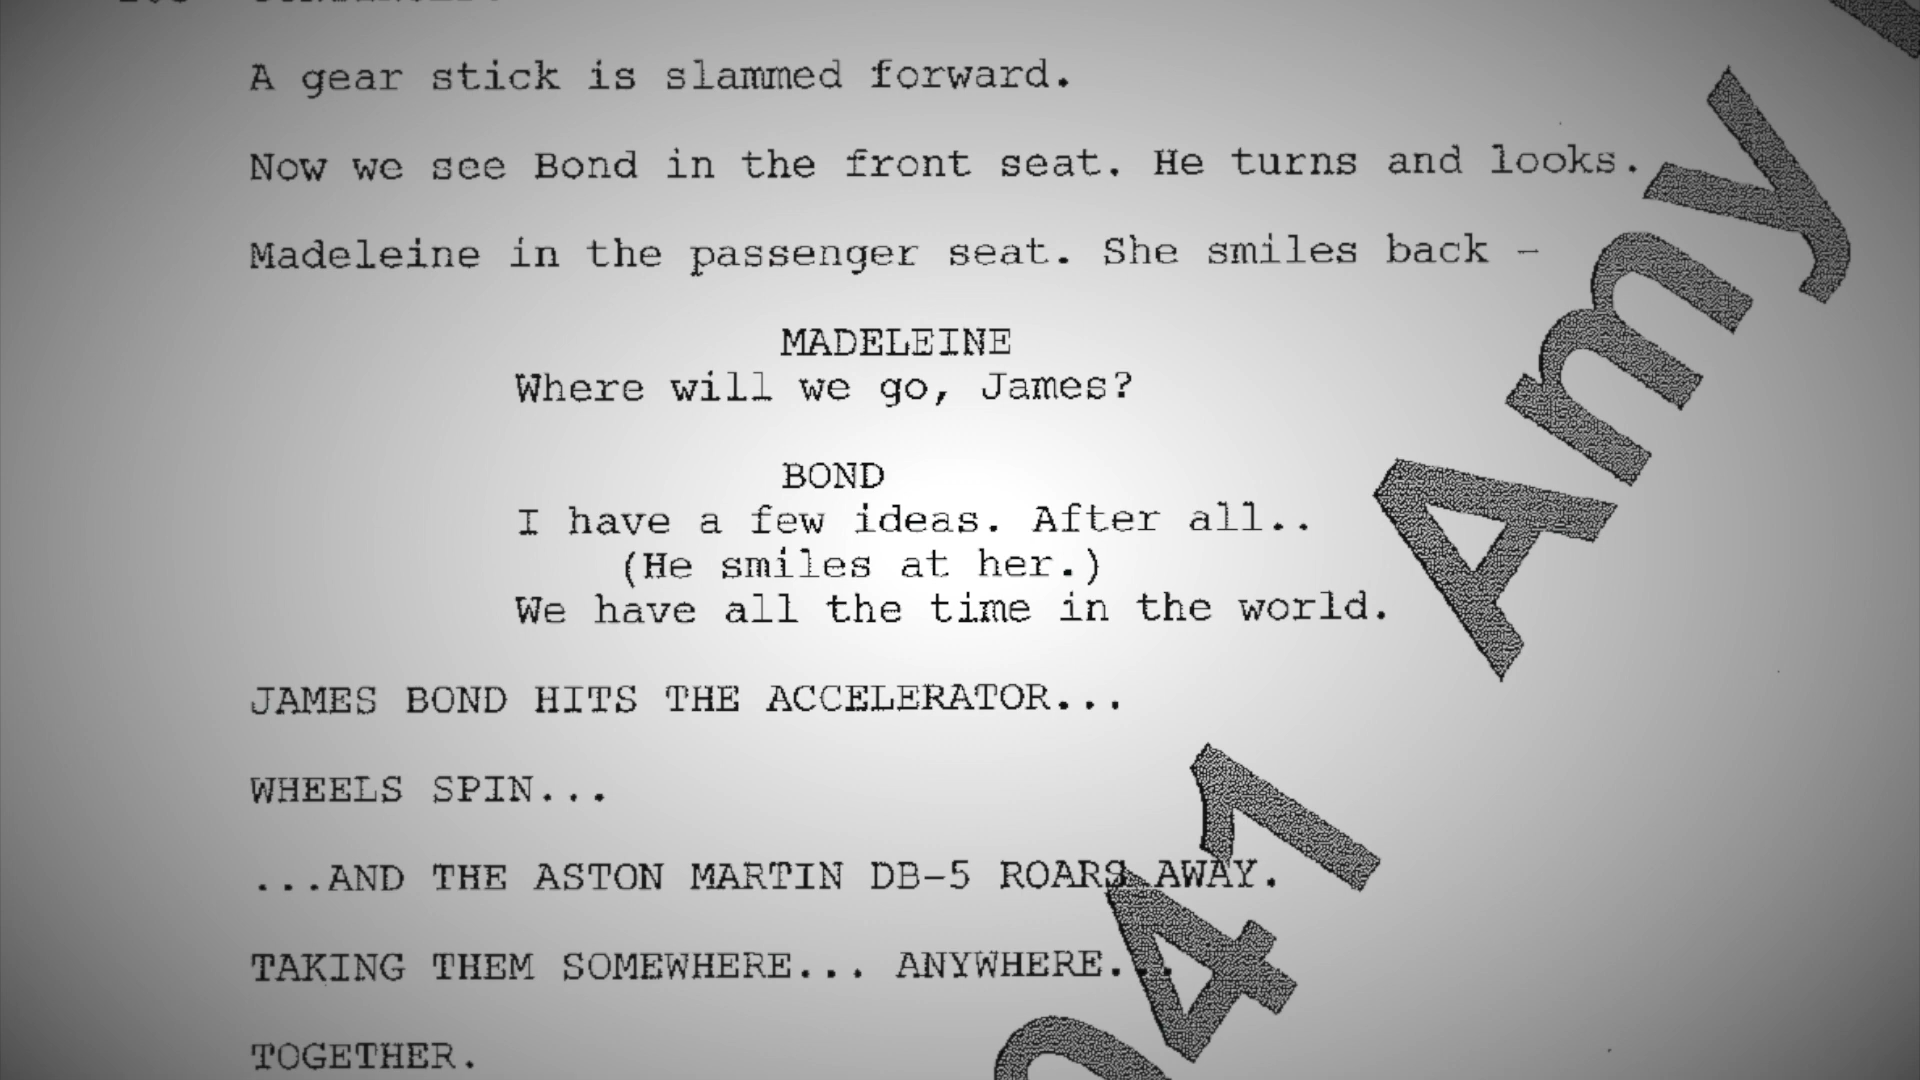 A gear stick is slammed forward.
Now we see Bond in the front seat. He turns and looks.
Madeleine in the passenger seat. She smiles back –
MADELEINE
Where will we go, James?
BOND
I have a few ideas. After all..
(He smiles at her.)
We have all the time in the world.
JAMES BOND HITS THE ACCELERATOR...
WHEELS SPIN...
...AND THE ASTON MARTIN DB-5 ROARS AWAY.
TAKING THEM SOMEWHERE... ANYWHERE...
TOGETHER.
041 Amy